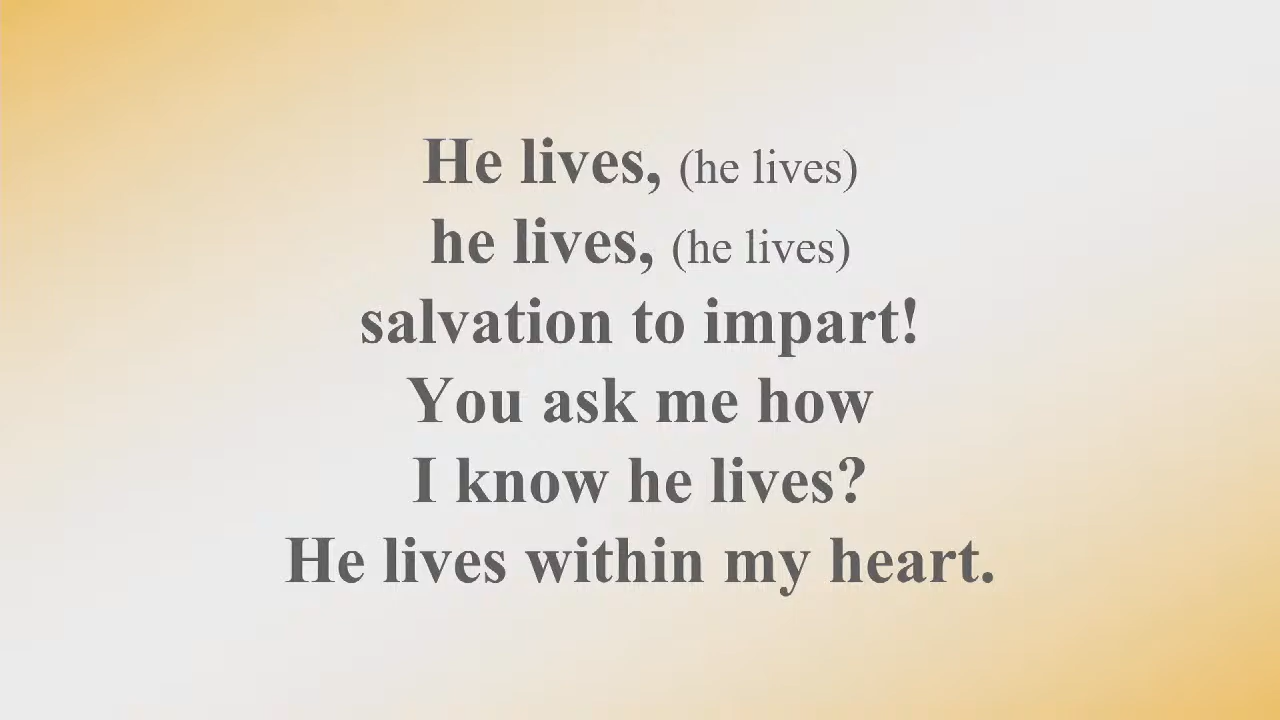 He lives, (he lives)
he lives, (he lives)
salvation to impart!
You ask me how
I know he lives?
He lives within my heart.